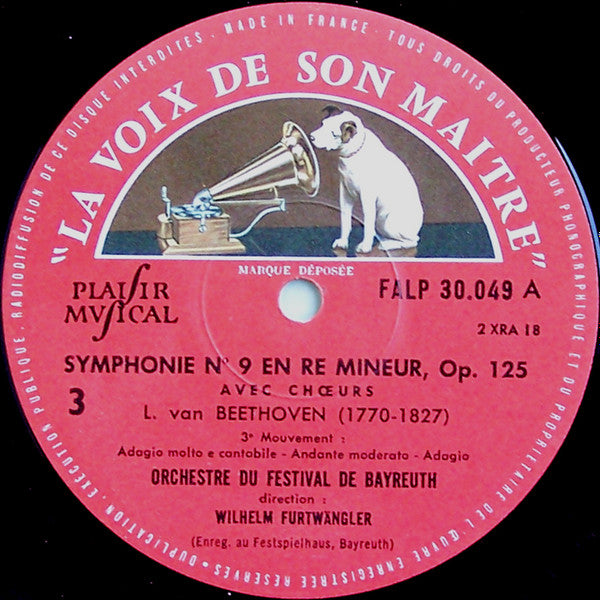 MADE IN FRANCE . TOUS DROITS DU PRODUCTEUR PHONOGRAPHIQUE ET DU PROPRIETAIRE DE L'ŒUVRE ENREGISTREE RESERVES . DUPLICATION, EXECUTION PUBLIQUE, RADIODIFFUSION DE CE DISQUE INTERDITES .
"LA VOIX DE SON MAITRE"
MARQUE DÉPOSÉE
PLAISIR
MVSICAL
FALP 30.049 A
2 XRA 18
SYMPHONIE N° 9 EN RE MINEUR, Op. 125
AVEC CHŒURS
3
L. van BEETHOVEN (1770-1827)
3e Mouvement :
Adagio molto e cantabile - Andante moderato - Adagio
ORCHESTRE DU FESTIVAL DE BAYREUTH
direction :
WILHELM FURTWÄNGLER
(Enreg. au Festspielhaus, Bayreuth)